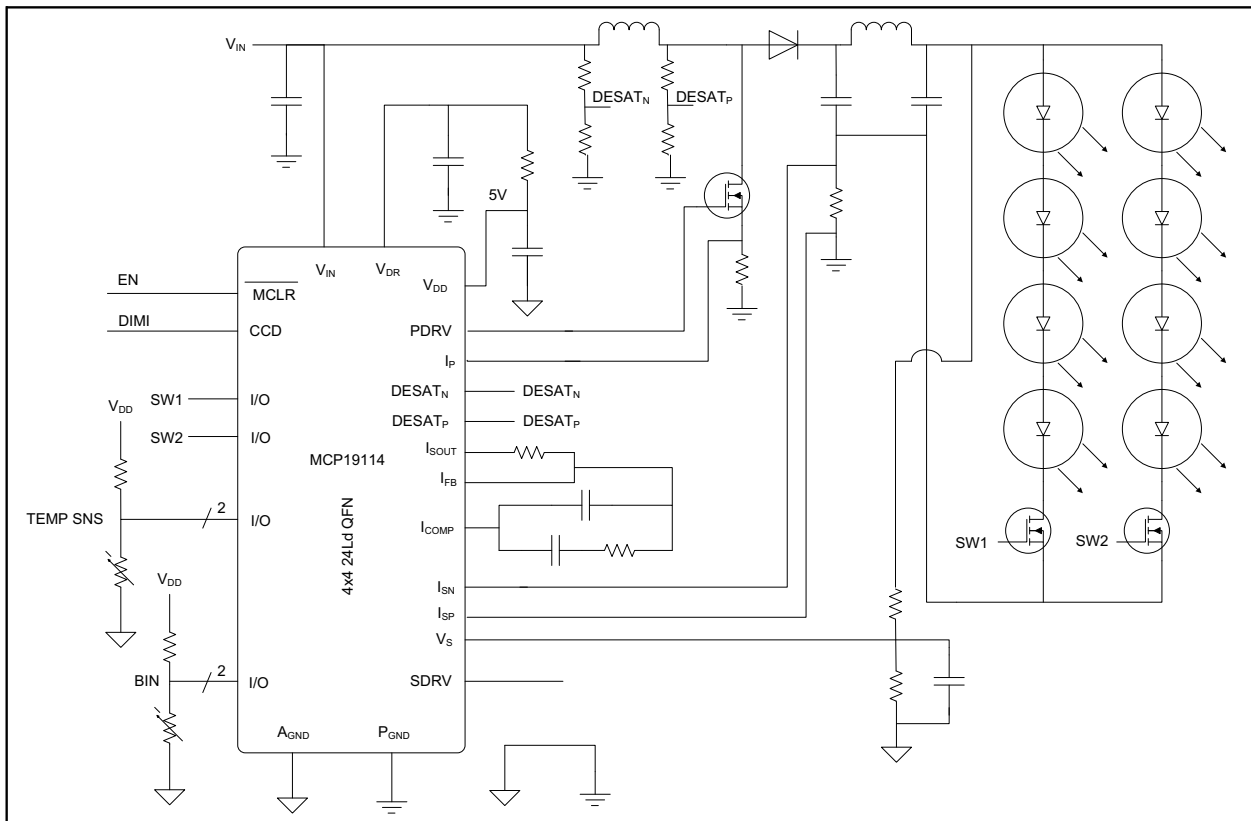 VIN
DESATN
DESATP
5V
VIN
VDR
VDD
EN
MCLR
DIMI
CCD
PDRV
IP
SW1
I/O
DESATN
DESATN
VDD
SW2
I/O
DESATP
DESATP
MCP19114
ISOUT
IFB
TEMP SNS
2
I/O
ICOMP
4x4 24Ld QFN
SW1
SW2
VDD
ISN
ISP
VS
BIN
2
I/O
SDRV
AGND
PGND